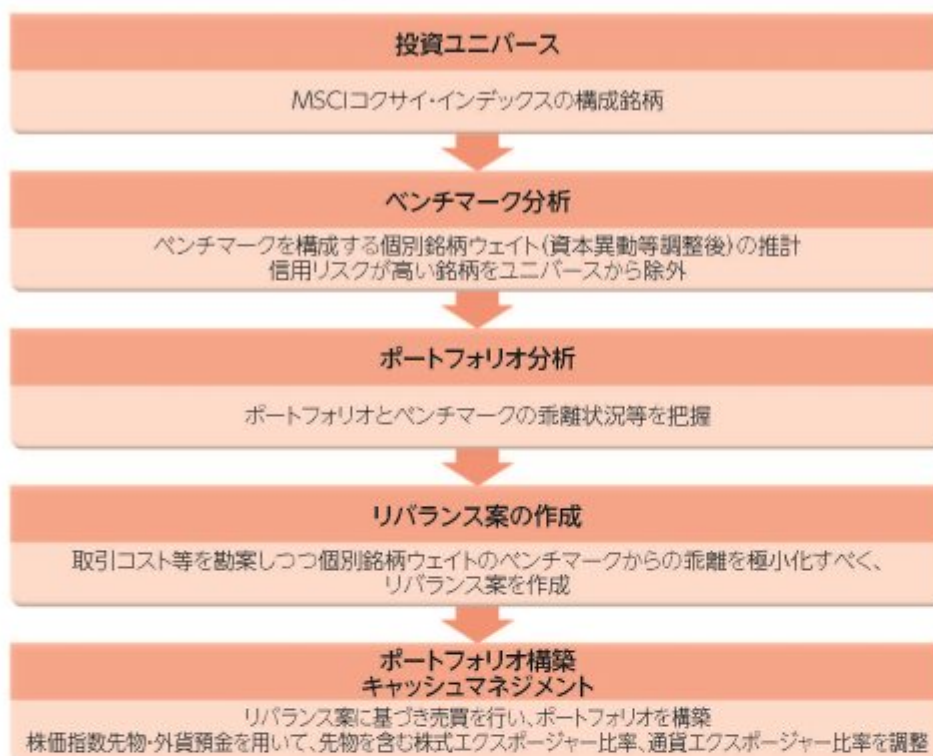 投資ユニバース
MSCIコクサイ・インデックスの構成銘柄
ベンチマーク分析
ベンチマークを構成する個別銘柄ウェイト(資本異動等調整後)の推計
信用リスクが高い銘柄をユニバースから除外
ポートフォリオ分析
ポートフォリオとベンチマークの乖離状況等を把握
リバランス案の作成
取引コスト等を勘案しつつ個別銘柄ウェイトのベンチマークからの乖離を極小化すべく、
リバランス案を作成
ポートフォリオ構築
キャッシュマネジメント
リバランス案に基づき売買を行い、ポートフォリオを構築
株価指数先物・外貨預金を用いて、先物を含む株式エクスポージャー比率、通貨エクスポージャー比率を調整